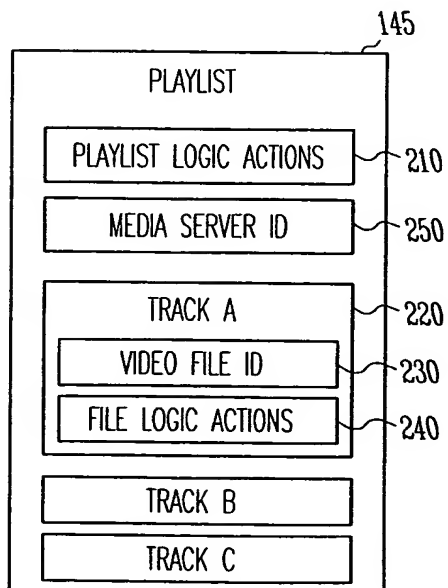 145
PLAYLIST
PLAYLIST LOGIC ACTIONS 210
MEDIA SERVER ID 250
TRACK A 220
VIDEO FILE ID 230
FILE LOGIC ACTIONS 240
TRACK B
TRACK C